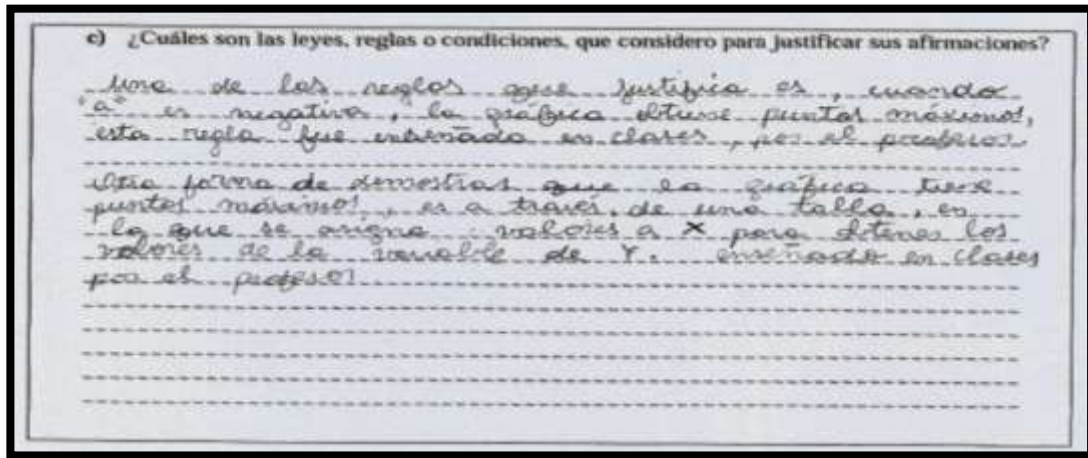 c) ¿Cuáles son las leyes, reglas o condiciones, que considero para justificar sus afirmaciones?
Una de las reglas que justifica es, cuando
"a" es negativa, la gráfica obtiene puntos máximos,
esta regla fue enseñada en clases, por el profesor
Otra forma de demostrar que la gráfica tiene
puntos máximos, es a través de una tabla, en
la que se asigna valores a X para obtener los
valores de la variable de Y. enseñado en clases
por el profesor